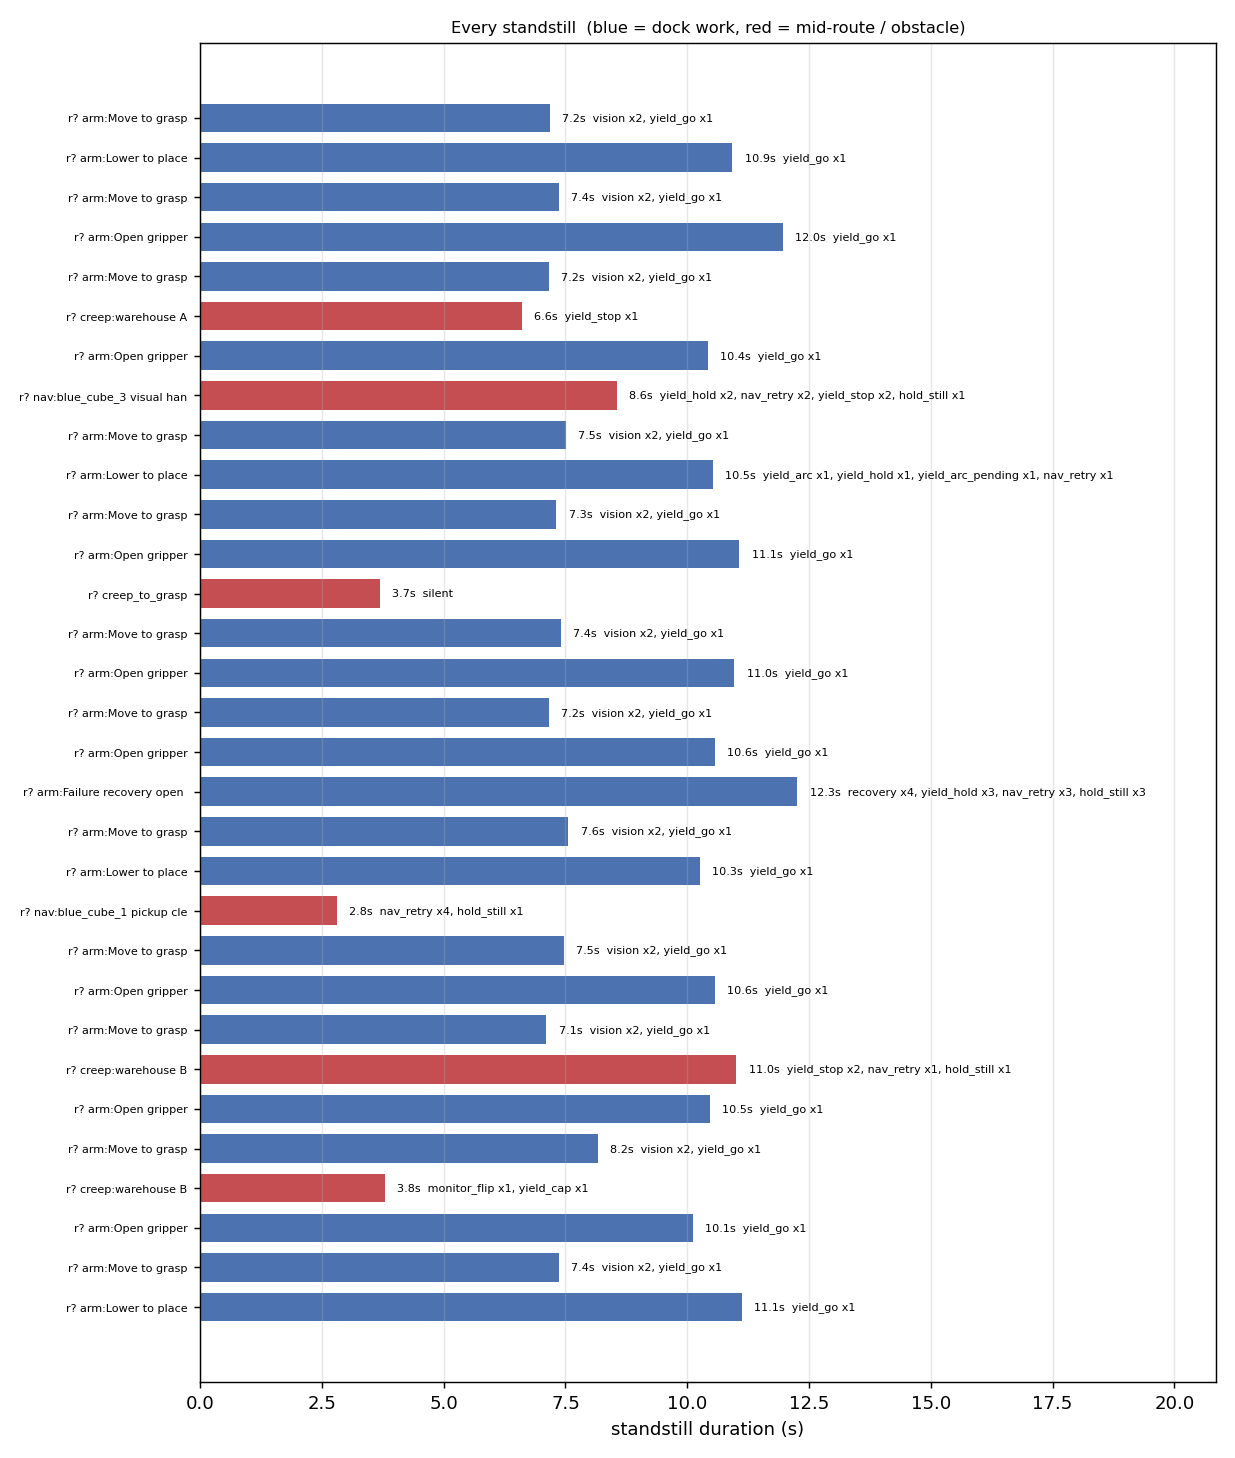 Every standstill  (blue = dock work, red = mid-route / obstacle)
r? arm:Move to grasp 7.2s  vision x2, yield_go x1
r? arm:Lower to place 10.9s  yield_go x1
r? arm:Move to grasp 7.4s  vision x2, yield_go x1
r? arm:Open gripper 12.0s  yield_go x1
r? arm:Move to grasp 7.2s  vision x2, yield_go x1
r? creep:warehouse A 6.6s  yield_stop x1
r? arm:Open gripper 10.4s  yield_go x1
r? nav:blue_cube_3 visual han 8.6s  yield_hold x2, nav_retry x2, yield_stop x2, hold_still x1
r? arm:Move to grasp 7.5s  vision x2, yield_go x1
r? arm:Lower to place 10.5s  yield_arc x1, yield_hold x1, yield_arc_pending x1, nav_retry x1
r? arm:Move to grasp 7.3s  vision x2, yield_go x1
r? arm:Open gripper 11.1s  yield_go x1
r? creep_to_grasp 3.7s  silent
r? arm:Move to grasp 7.4s  vision x2, yield_go x1
r? arm:Open gripper 11.0s  yield_go x1
r? arm:Move to grasp 7.2s  vision x2, yield_go x1
r? arm:Open gripper 10.6s  yield_go x1
r? arm:Failure recovery open 12.3s  recovery x4, yield_hold x3, nav_retry x3, hold_still x3
r? arm:Move to grasp 7.6s  vision x2, yield_go x1
r? arm:Lower to place 10.3s  yield_go x1
r? nav:blue_cube_1 pickup cle 2.8s  nav_retry x4, hold_still x1
r? arm:Move to grasp 7.5s  vision x2, yield_go x1
r? arm:Open gripper 10.6s  yield_go x1
r? arm:Move to grasp 7.1s  vision x2, yield_go x1
r? creep:warehouse B 11.0s  yield_stop x2, nav_retry x1, hold_still x1
r? arm:Open gripper 10.5s  yield_go x1
r? arm:Move to grasp 8.2s  vision x2, yield_go x1
r? creep:warehouse B 3.8s  monitor_flip x1, yield_cap x1
r? arm:Open gripper 10.1s  yield_go x1
r? arm:Move to grasp 7.4s  vision x2, yield_go x1
r? arm:Lower to place 11.1s  yield_go x1
0.0 2.5 5.0 7.5 10.0 12.5 15.0 17.5 20.0
standstill duration (s)